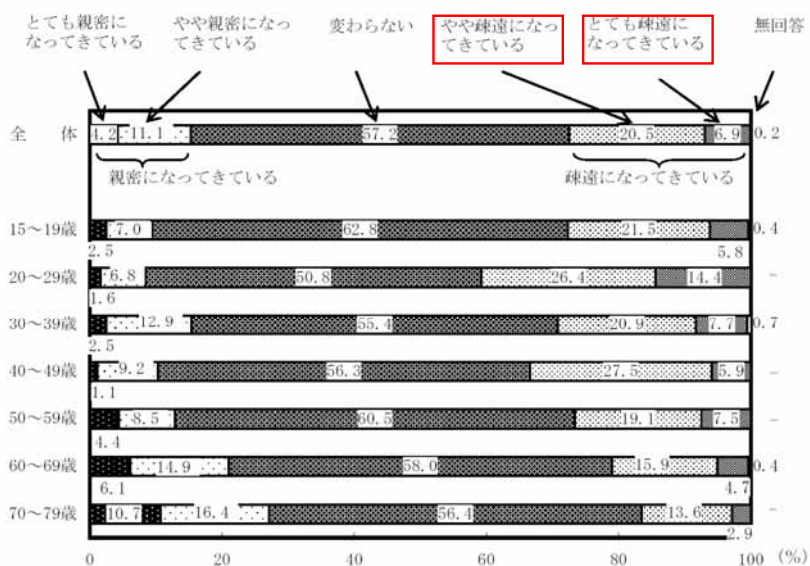 とても親密に
なってきている
やや親密になっ
てきている
変わらない
やや疎遠になっ
てきている
とても疎遠に
なってきている
無回答
全 体 4.2 11.1 57.2 20.5 6.9 0.2
親密になってきている 疎遠になってきている
15～19歳 7.0 62.8 21.5 0.4
2.5 5.8
20～29歳 6.8 50.8 26.4 14.4 -
1.6
30～39歳 12.9 55.4 20.9 7.7 0.7
2.5
40～49歳 9.2 56.3 27.5 5.9 -
1.1
50～59歳 8.5 60.5 19.1 7.5 -
4.4
60～69歳 14.9 58.0 15.9 0.4
6.1 4.7
70～79歳 10.7 16.4 56.4 13.6 -
2.9
0 20 40 60 80 100 (%)